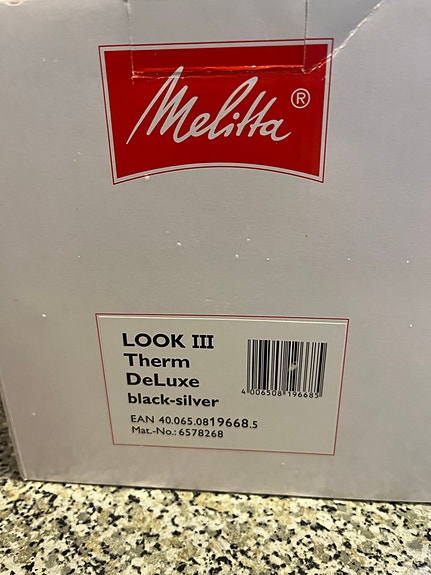 Melitta®
LOOK III
Therm
DeLuxe
black-silver
4 006508 196685
EAN 40.065.0819668.5
Mat.-No.: 6578268